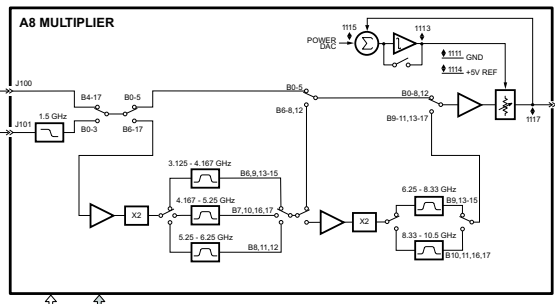 A8 MULTIPLIER
1115
1113
POWER
DAC
Σ
1111 GND
1114 +5V REF
J100
B4-17
B0-5
B0-5
B0-8,12
J101
1.5 GHz
B0-3
B6-17
B6-8,12
B9-11,13-17
1117
3.125 - 4.167 GHz
B6,9,13-15
6.25 - 8.33 GHz
B9,13-15
4.167 - 5.25 GHz
X2
B7,10,16,17
X2
8.33 - 10.5 GHz
5.25 - 6.25 GHz
B8,11,12
B10,11,16,17